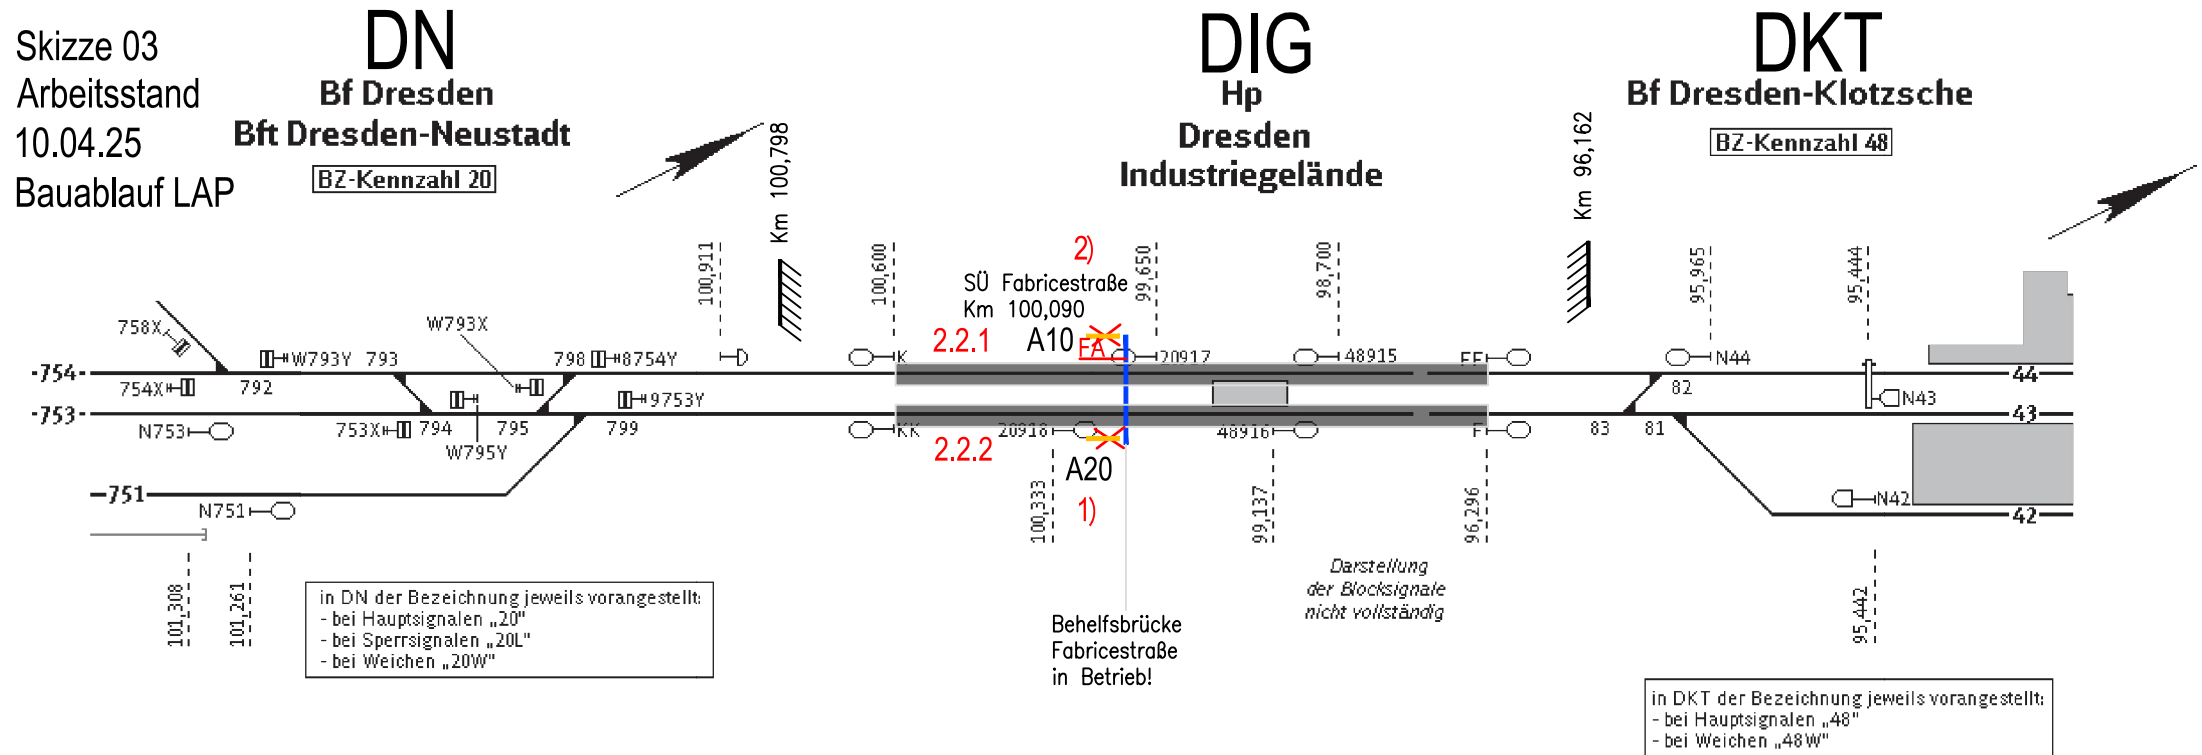 Skizze 03
Arbeitsstand
10.04.25
Bauablauf LAP
DN
Bf Dresden
Bft Dresden-Neustadt
BZ-Kennzahl 20
DIG
Hp
Dresden
Industriegelände
DKT
Bf Dresden-Klotzsche
BZ-Kennzahl 48
Km 100,798
Km 96,162
100,911
100,600
2)
SÜ Fabricestraße
Km 100,090
99,650
98,700
95,965
95,444
758X
W793Y
793
W793X
798
8754Y
K
2.2.1
A10
FA
20917
48915
FF
N44
-754-
754X
792
44
82
9753Y
N43
-753-
43
N753
753X
794
795
799
W795Y
KK
20918
48916
F
83
81
2.2.2
A20
1)
-751-
N751
N42
42
101,308
101,261
100,333
99,137
96,296
95,442
Darstellung
der Blocksignale
nicht vollständig
in DN der Bezeichnung jeweils vorangestellt:
- bei Hauptsignalen „20"
- bei Sperrsignalen „20L"
- bei Weichen „20W"
Behelfsbrücke
Fabricestraße
in Betrieb!
in DKT der Bezeichnung jeweils vorangestellt:
- bei Hauptsignalen „48"
- bei Weichen „48W"